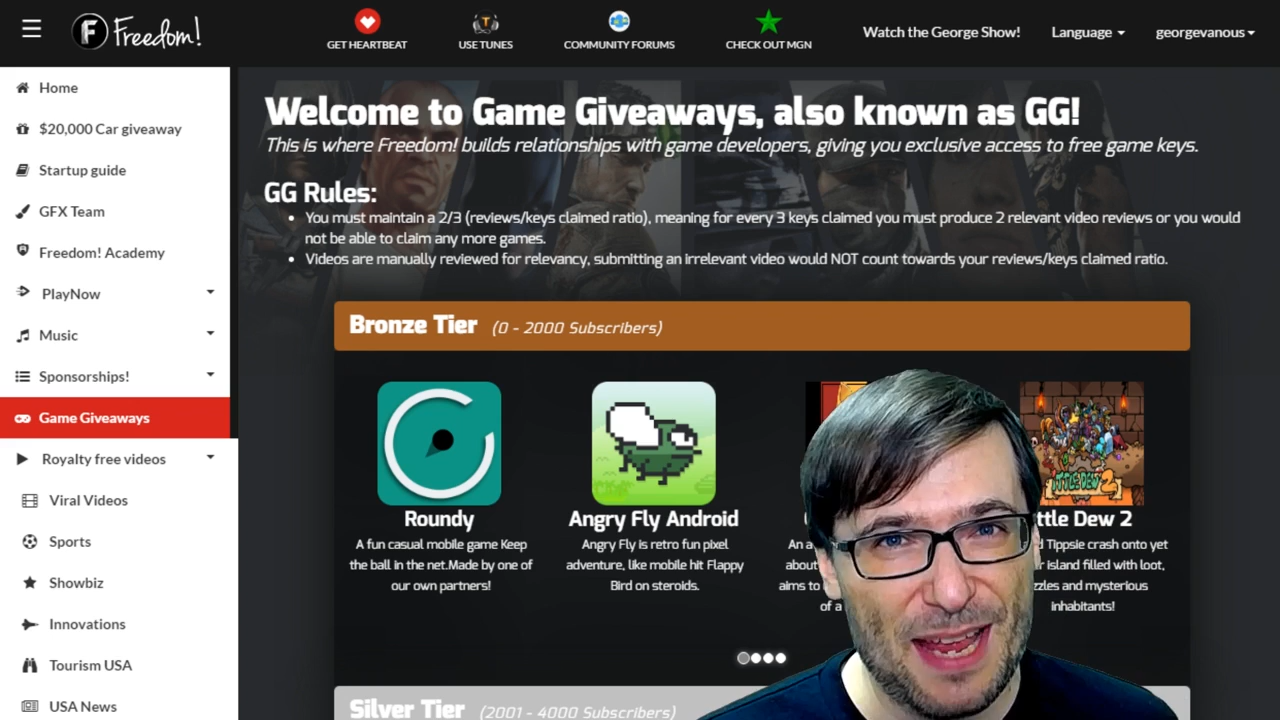 Freedom!
GET HEARTBEAT
USE TUNES
COMMUNITY FORUMS
CHECK OUT MGN
Watch the George Show!
Language
georgevanous
Home
$20,000 Car giveaway
Startup guide
GFX Team
Freedom! Academy
PlayNow
Music
Sponsorships!
Game Giveaways
Royalty free videos
Viral Videos
Sports
Showbiz
Innovations
Tourism USA
USA News
Welcome to Game Giveaways, also known as GG!
This is where Freedom! builds relationships with game developers, giving you exclusive access to free game keys.
GG Rules:
You must maintain a 2/3 (reviews/keys claimed ratio), meaning for every 3 keys claimed you must produce 2 relevant video reviews or you would
not be able to claim any more games.
Videos are manually reviewed for relevancy, submitting an irrelevant video would NOT count towards your reviews/keys claimed ratio.
Bronze Tier (0 - 2000 Subscribers)
Roundy
A fun casual mobile game Keep
the ball in the net.Made by one of
our own partners!
Angry Fly Android
Angry Fly is retro fun pixel
adventure, like mobile hit Flappy
Bird on steroids.
An a
about
aims to
of a
ITTLE DEW 2
ttle Dew 2
d Tippsie crash onto yet
r island filled with loot,
zzles and mysterious
inhabitants!
Silver Tier (2001 - 4000 Subscribers)